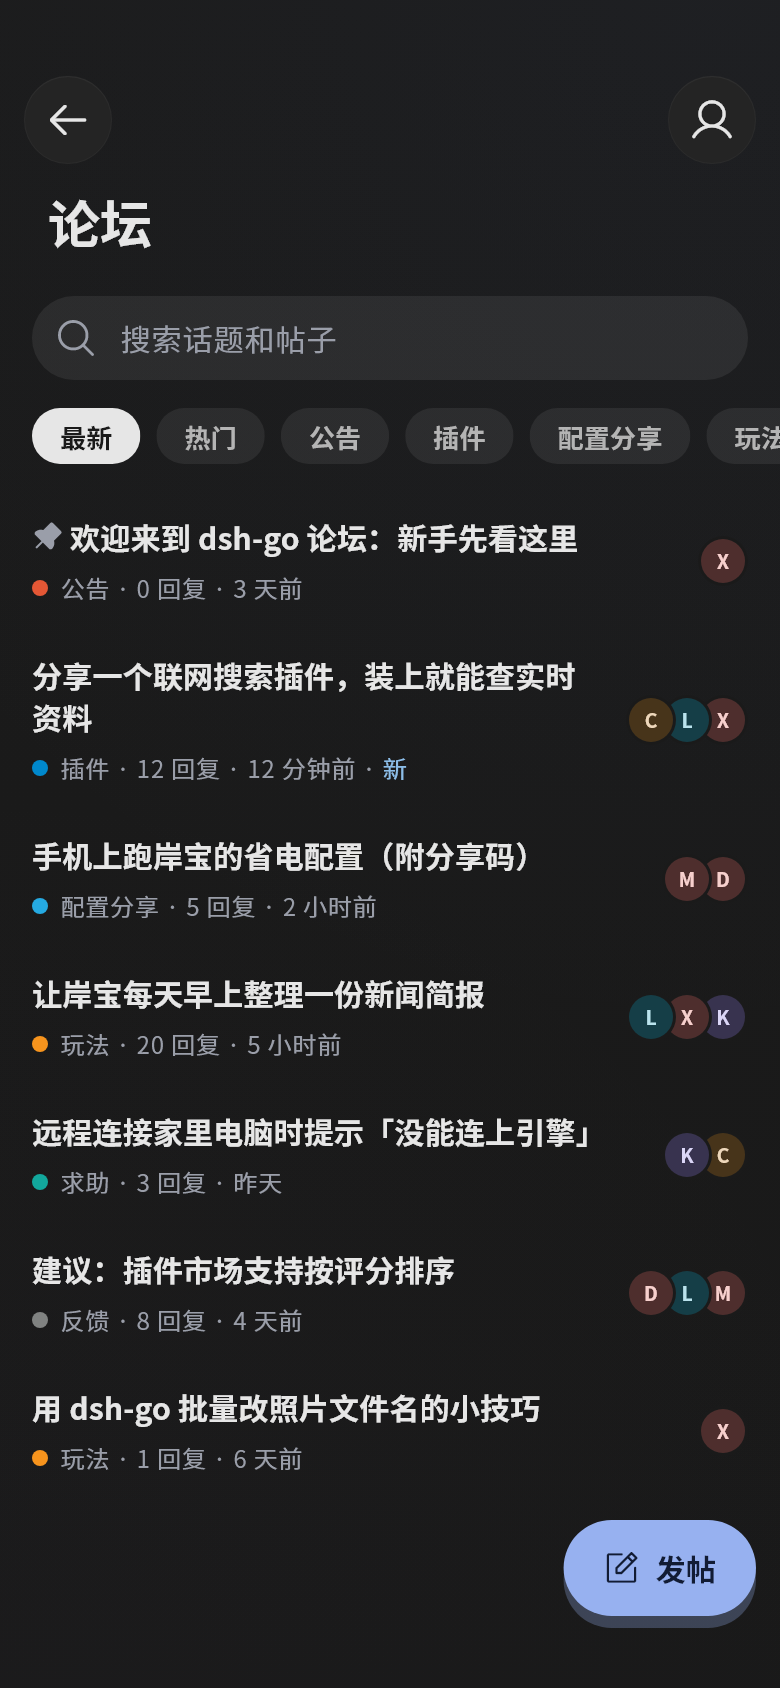 论坛
搜索话题和帖子
最新 热门 公告 插件 配置分享 玩法
欢迎来到 dsh-go 论坛：新手先看这里
X
公告 · 0 回复 · 3 天前
分享一个联网搜索插件，装上就能查实时
资料
C L X
插件 · 12 回复 · 12 分钟前 · 新
手机上跑岸宝的省电配置（附分享码）
M D
配置分享 · 5 回复 · 2 小时前
让岸宝每天早上整理一份新闻简报
L X K
玩法 · 20 回复 · 5 小时前
远程连接家里电脑时提示「没能连上引擎」
K C
求助 · 3 回复 · 昨天
建议：插件市场支持按评分排序
D L M
反馈 · 8 回复 · 4 天前
用 dsh-go 批量改照片文件名的小技巧
X
玩法 · 1 回复 · 6 天前
发帖